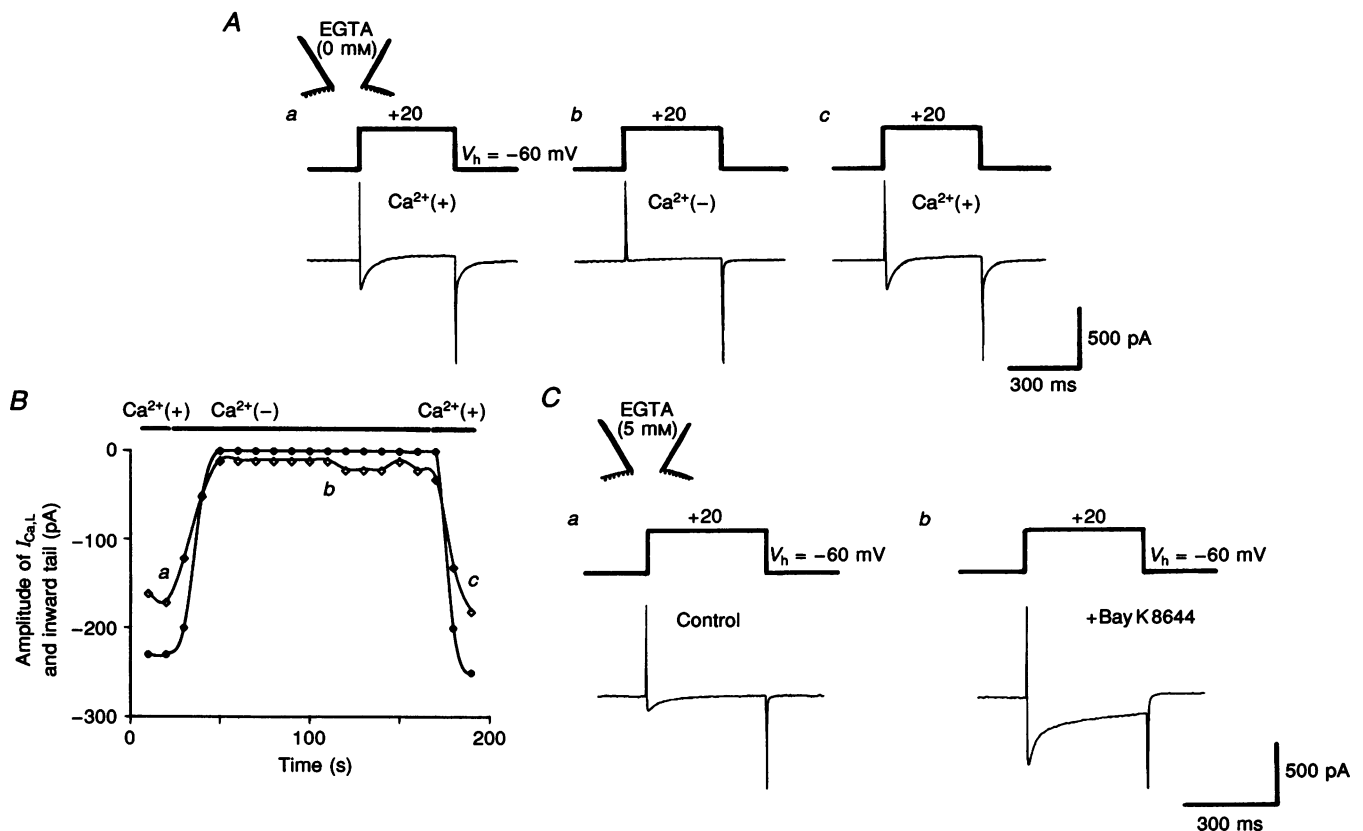 A
EGTA
(0 mM)
a
+20
Vh = −60 mV
b
+20
c
+20
Ca2+(+)
Ca2+(−)
Ca2+(+)
500 pA
300 ms
B
Ca2+(+)
Ca2+(−)
Ca2+(+)
Amplitude of ICa,L
and inward tail (pA)
0
−100
−200
−300
a
b
c
0
100
200
Time (s)
C
EGTA
(5 mM)
a
+20
Vh = −60 mV
b
+20
Vh = −60 mV
Control
+Bay K 8644
500 pA
300 ms